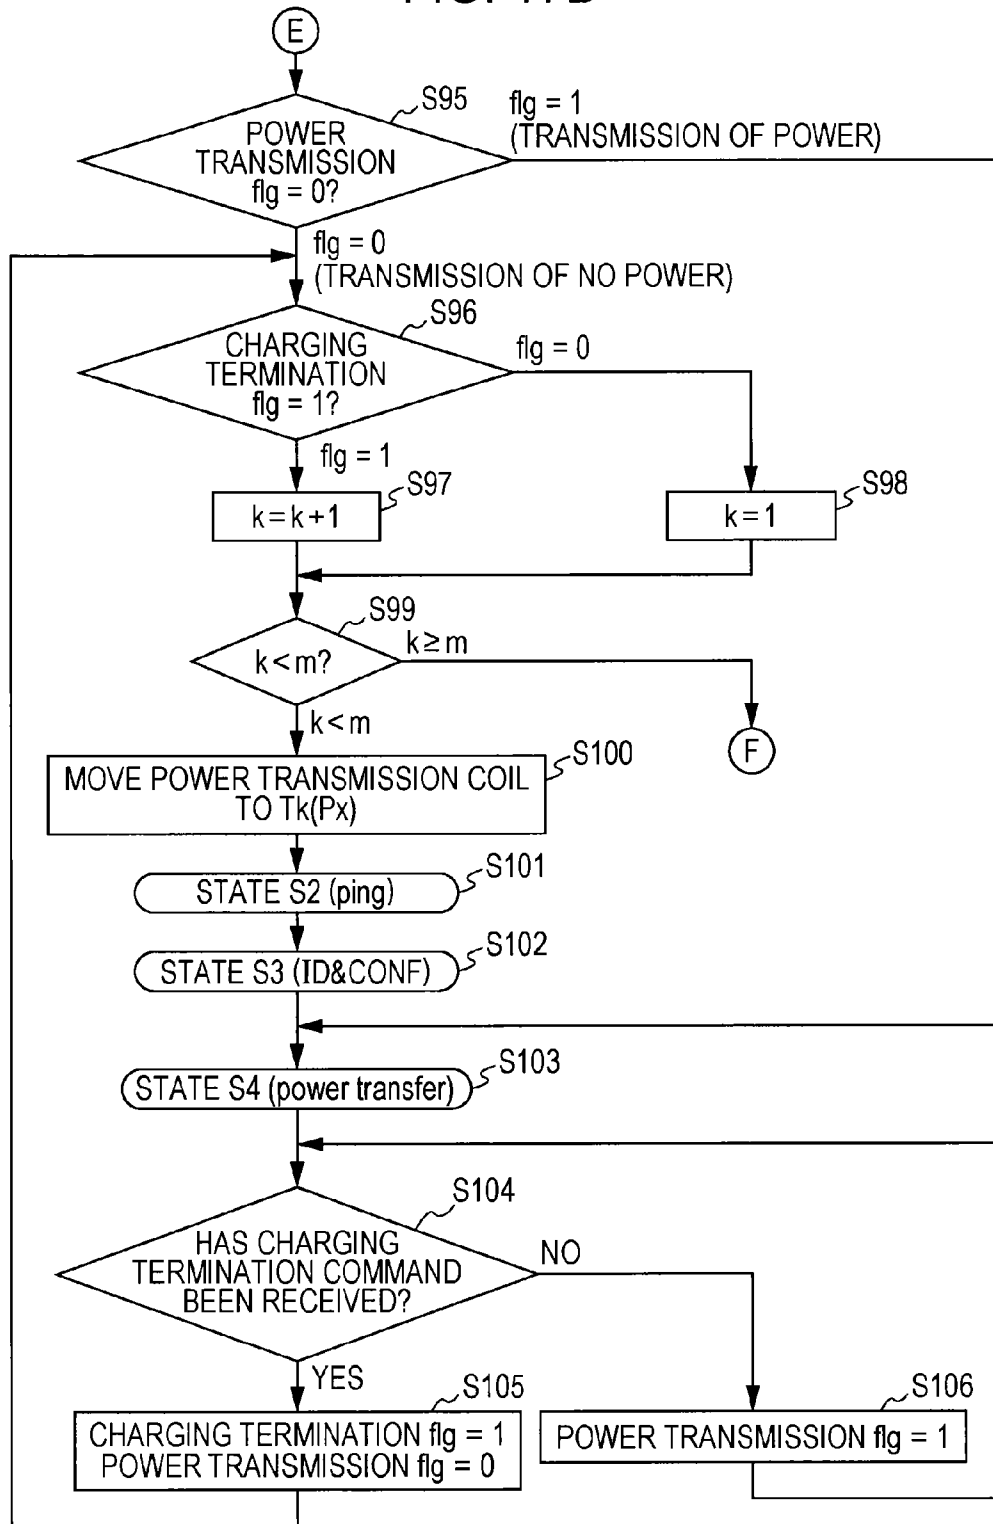 E
S95
POWER
TRANSMISSION
flg = 0?
flg = 1
(TRANSMISSION OF POWER)
flg = 0
(TRANSMISSION OF NO POWER)
S96
CHARGING
TERMINATION
flg = 1?
flg = 0
flg = 1
S97
k = k + 1
S98
k = 1
S99
k < m?
k ≥ m
k < m
F
S100
MOVE POWER TRANSMISSION COIL
TO Tk(Px)
S101
STATE S2 (ping)
S102
STATE S3 (ID&CONF)
S103
STATE S4 (power transfer)
S104
HAS CHARGING
TERMINATION COMMAND
BEEN RECEIVED?
NO
YES
S105
CHARGING TERMINATION flg = 1
POWER TRANSMISSION flg = 0
S106
POWER TRANSMISSION flg = 1